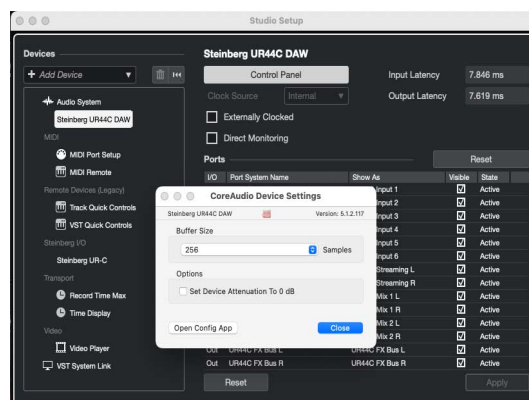 Studio Setup
Devices
+ Add Device
Audio System
Steinberg UR44C DAW
MIDI
MIDI Port Setup
MIDI Remote
Remote Devices (Legacy)
Track Quick Controls
VST Quick Controls
Steinberg I/O
Steinberg UR-C
Transport
Record Time Max
Time Display
Video
Video Player
VST System Link
Steinberg UR44C DAW
Control Panel
Input Latency 7.846 ms
Clock Source Internal
Output Latency 7.619 ms
Externally Clocked
Direct Monitoring
Ports
Reset
I/O Port System Name Show As Visible State
Input 1 Active
Input 2 Active
Input 3 Active
Input 4 Active
Input 5 Active
Input 6 Active
Streaming L Active
Streaming R Active
Mix 1 L Active
Mix 1 R Active
Mix 2 L Active
Mix 2 R Active
Out UR44C FX Bus L UR44C FX Bus L Active
Out UR44C FX Bus R UR44C FX Bus R Active
Reset
Apply
CoreAudio Device Settings
Steinberg UR44C DAW Version: 5.1.2.117
Buffer Size
256 Samples
Options
Set Device Attenuation To 0 dB
Open Config App
Close